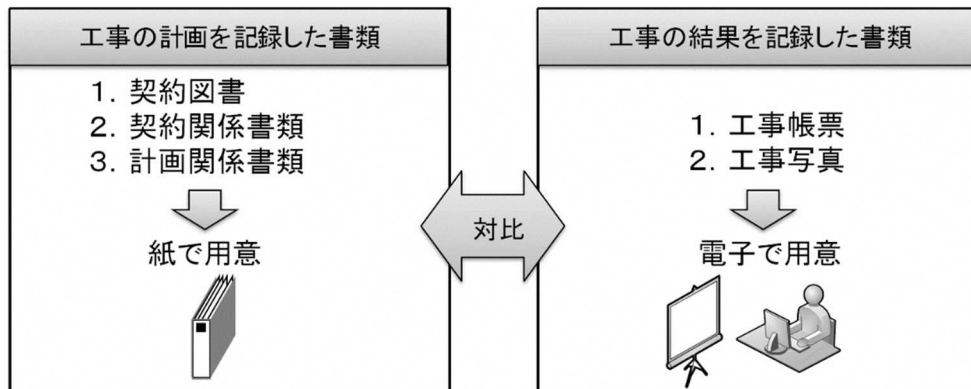 工事の計画を記録した書類
1. 契約図書
2. 契約関係書類
3. 計画関係書類
紙で用意
対比
工事の結果を記録した書類
1. 工事帳票
2. 工事写真
電子で用意